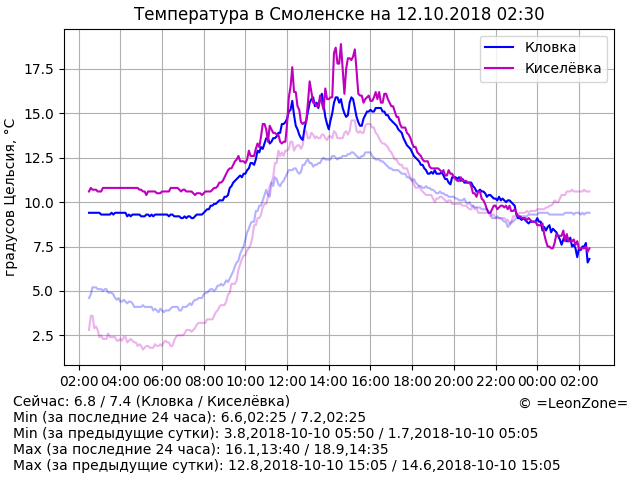 Температура в Смоленске на 12.10.2018 02:30
Кловка
Киселёвка
градусов Цельсия, °C
17.5
15.0
12.5
10.0
7.5
5.0
2.5
02:00 04:00 06:00 08:00 10:00 12:00 14:00 16:00 18:00 20:00 22:00 00:00 02:00
Сейчас: 6.8 / 7.4 (Кловка / Киселёвка)
© =LeonZone=
Min (за последние 24 часа): 6.6,02:25 / 7.2,02:25
Min (за предыдущие сутки): 3.8,2018-10-10 05:50 / 1.7,2018-10-10 05:05
Max (за последние 24 часа): 16.1,13:40 / 18.9,14:35
Max (за предыдущие сутки): 12.8,2018-10-10 15:05 / 14.6,2018-10-10 15:05